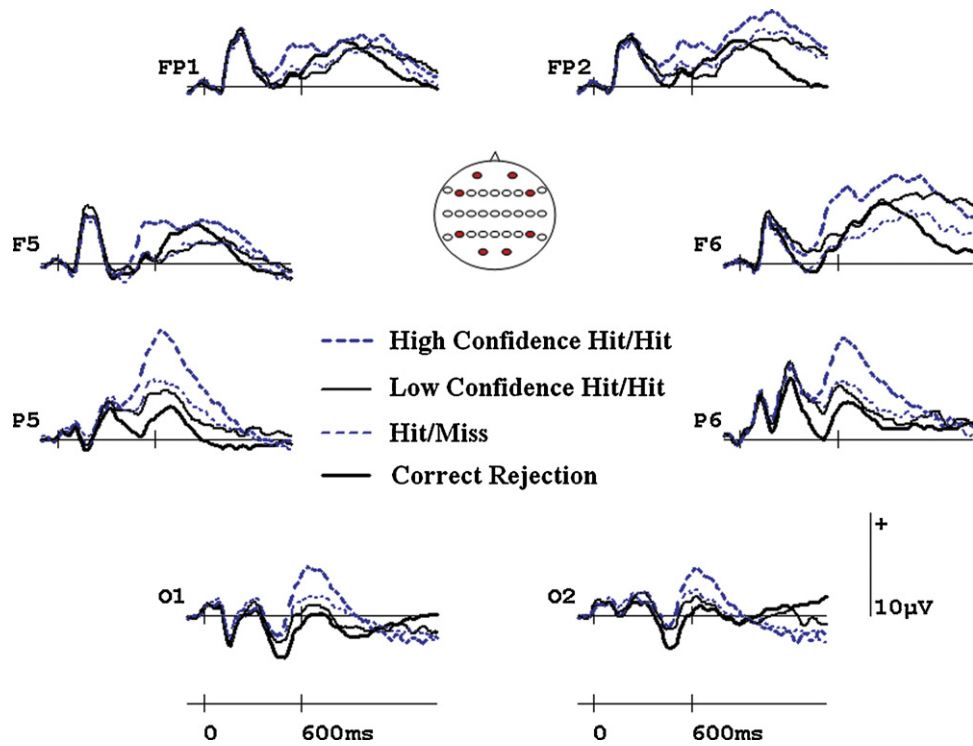 FP1
FP2
F5
F6
High Confidence Hit/Hit
Low Confidence Hit/Hit
Hit/Miss
Correct Rejection
P5
P6
+
10µV
O1
O2
0 600ms
0 600ms